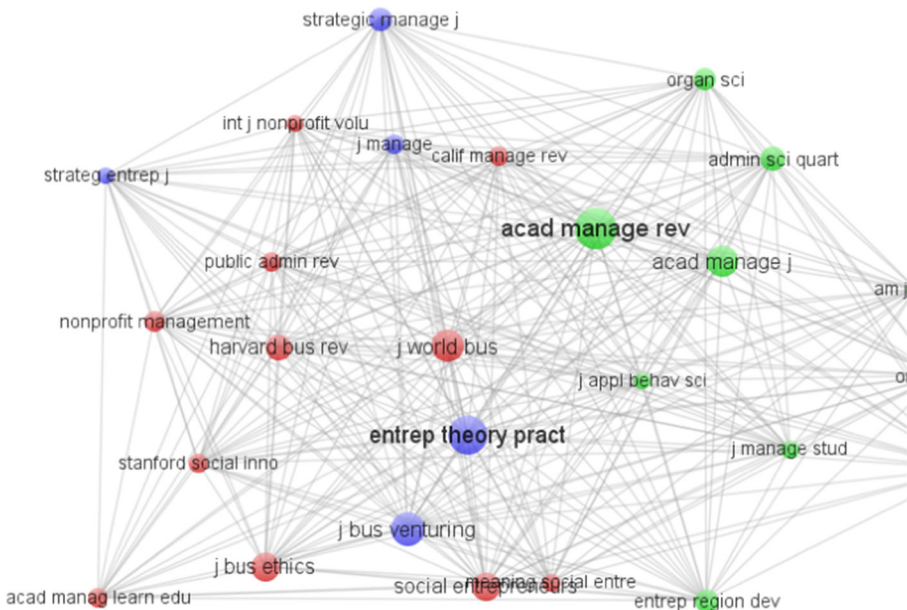 strategic manage j
organ sci
int j nonprofit volu
j manage
calif manage rev
admin sci quart
strateg entrep j
acad manage rev
public admin rev
acad manage j
am j
nonprofit management
harvard bus rev
j world bus
j appl behav sci
entrep theory pract
j manage stud
stanford social inno
j bus venturing
j bus ethics
social entrepreneurs
meaning social entre
acad manag learn edu
entrep region dev